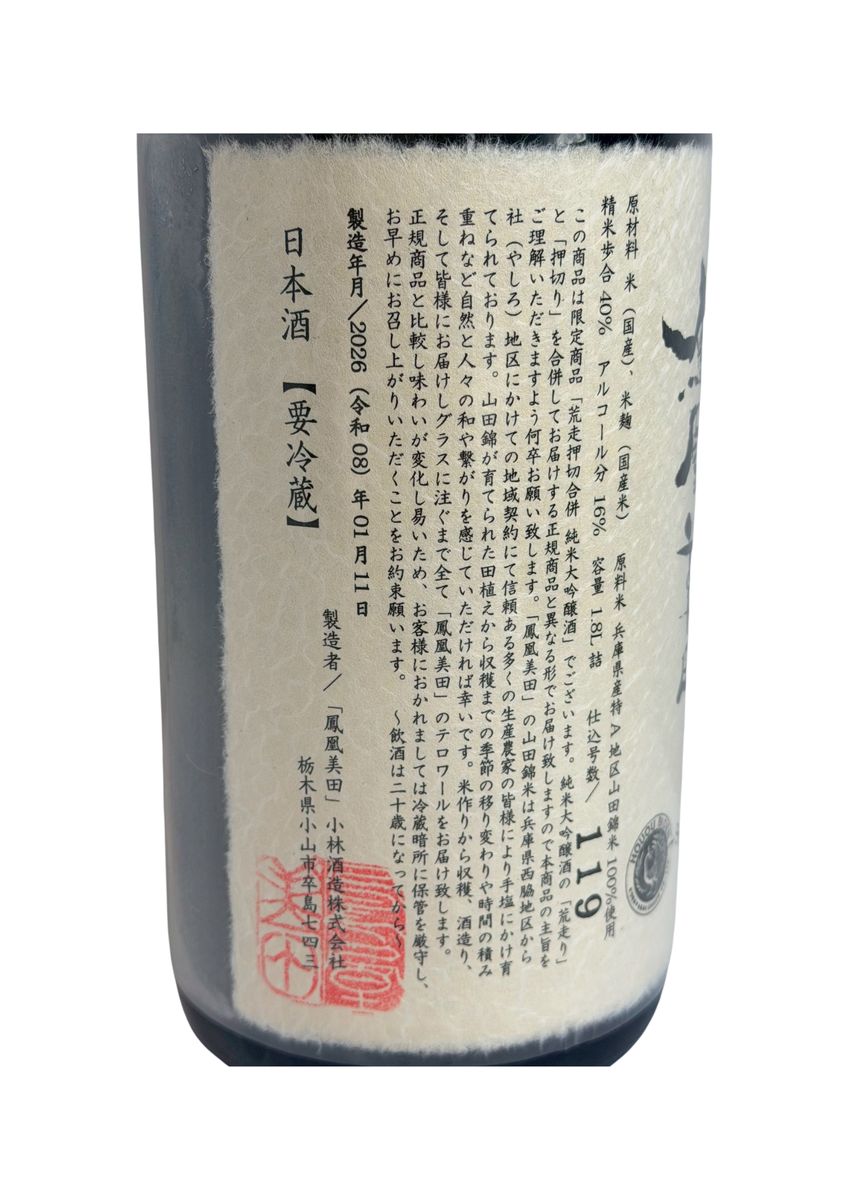 原材料 米（国産）、米麹（国産米） 原料米 兵庫県産特A地区山田錦米 100%使用
精米歩合 40% アルコール分 16% 容量 1.8L 詰 仕込号数／119
この商品は限定商品「荒走押切合併 純米大吟醸酒」でございます。純米大吟醸酒の「荒走り」
と「押切り」を合併してお届けする正規商品と異なる形でお届け致しますので本商品の主旨を
ご理解いただきますよう何卒お願い致します。「鳳凰美田」の山田錦米は兵庫県西脇地区から
社（やしろ）地区にかけての地域契約にて信頼ある多くの生産農家の皆様により手塩にかけ育
てられております。山田錦が育てられた田植えから収穫までの季節の移り変わりや時間の積み
重ねなど自然と人々の和や繋がりを感じていただければ幸いです。米作りから収穫、酒造り、
そして皆様にお届けしグラスに注ぐまで全て「鳳凰美田」のテロワールをお届け致します。
正規商品と比較し味わいが変化し易いため、お客様におかれましては冷蔵暗所に保管を厳守し、
お早めにお召し上がりいただくことをお約束願います。 〜飲酒は二十歳になってから〜
製造年月／2026（令和08）年01月11日
製造者／「鳳凰美田」小林酒造株式会社
栃木県小山市卒島七四三
日本酒【要冷蔵】